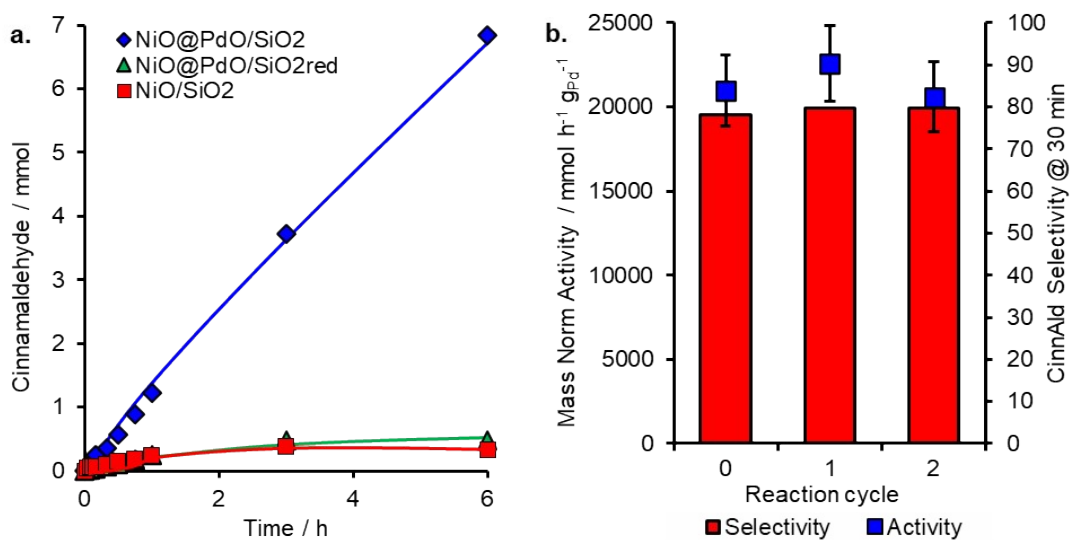 a.
NiO@PdO/SiO2
NiO@PdO/SiO2red
NiO/SiO2
Cinnamaldehyde / mmol
7
6
5
4
3
2
1
0
0
2
4
6
Time / h
b.
Mass Norm Activity / mmol h⁻¹ gPd⁻¹
25000
20000
15000
10000
5000
0
100
90
80
70
60
50
40
30
20
10
0
CinnAld Selectivity @ 30 min
0
1
2
Reaction cycle
Selectivity
Activity